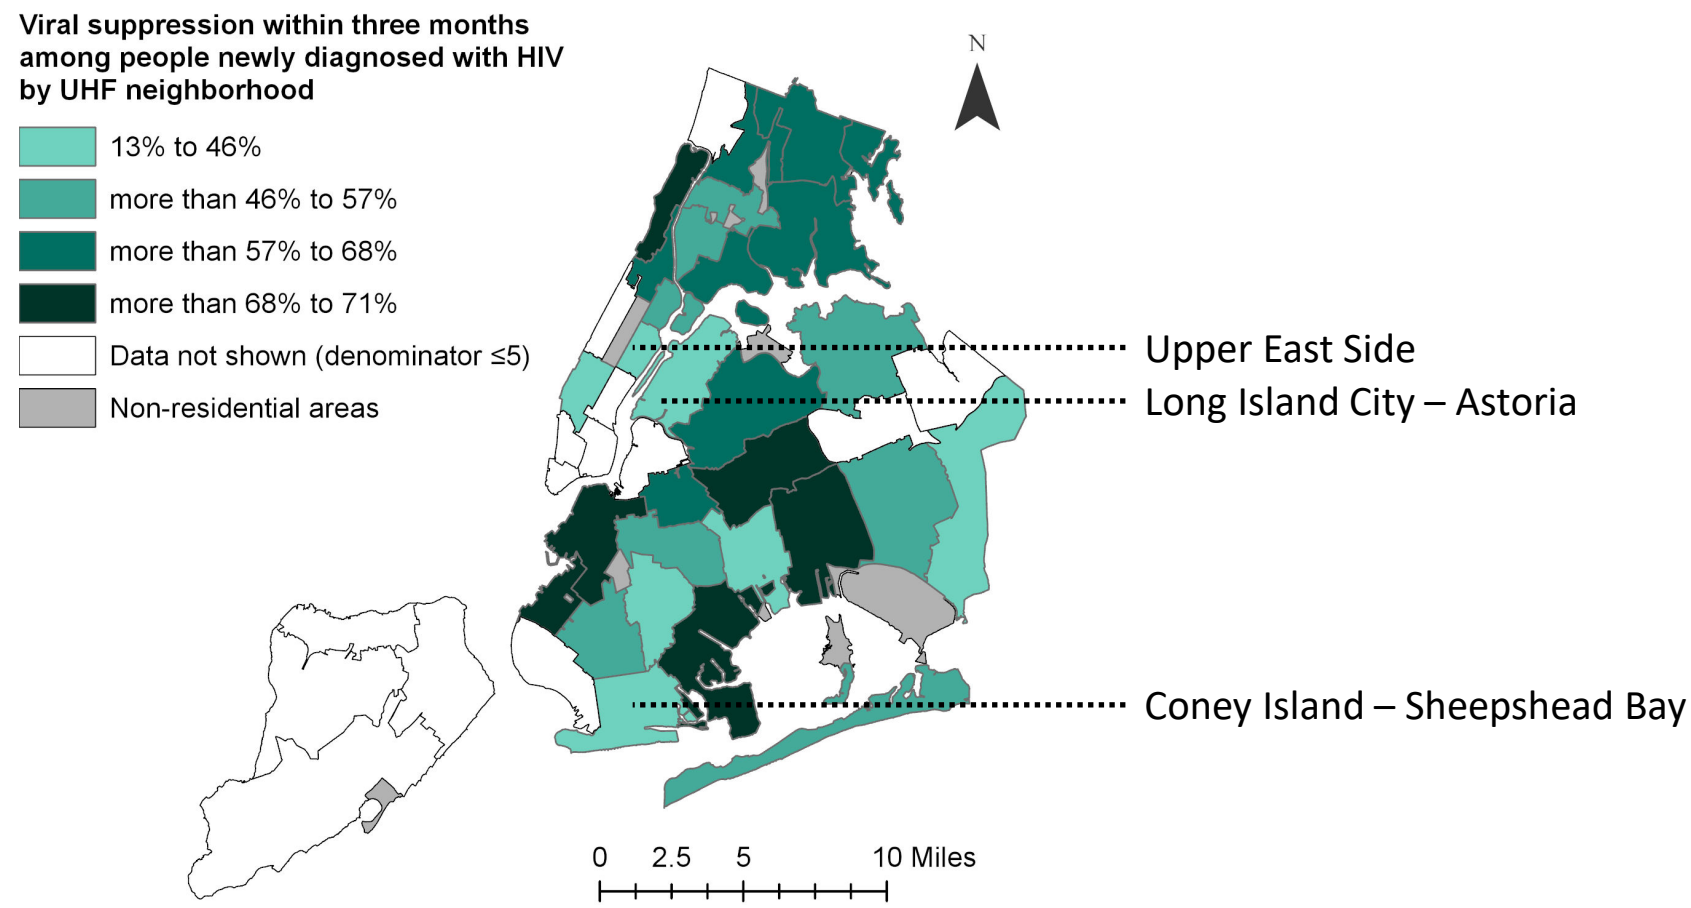 Viral suppression within three months
among people newly diagnosed with HIV
by UHF neighborhood
13% to 46%
more than 46% to 57%
more than 57% to 68%
more than 68% to 71%
Data not shown (denominator ≤5)
Non-residential areas
N
Upper East Side
Long Island City – Astoria
Coney Island – Sheepshead Bay
0 2.5 5 10 Miles